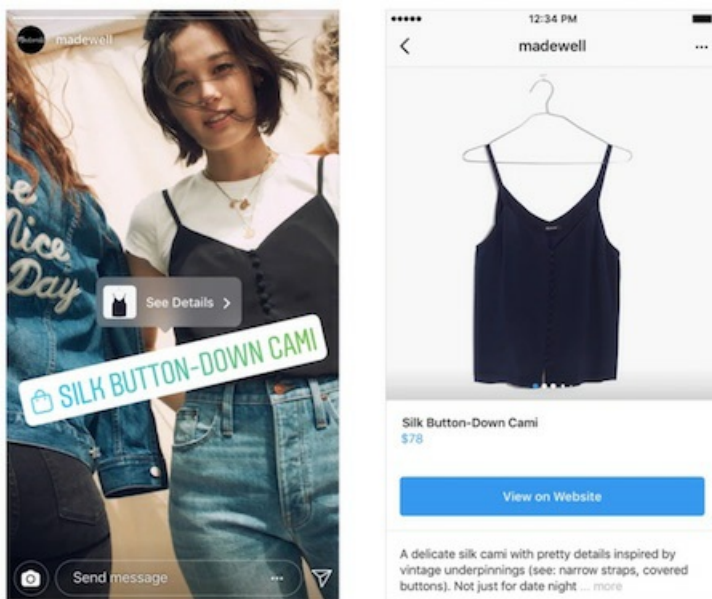 madewell
e
Nice
Day
See Details
SILK BUTTON-DOWN CAMI
Send message
12:34 PM
madewell
Silk Button-Down Cami
$78
View on Website
A delicate silk cami with pretty details inspired by
vintage underpinnings (see: narrow straps, covered
buttons). Not just for date night ... more